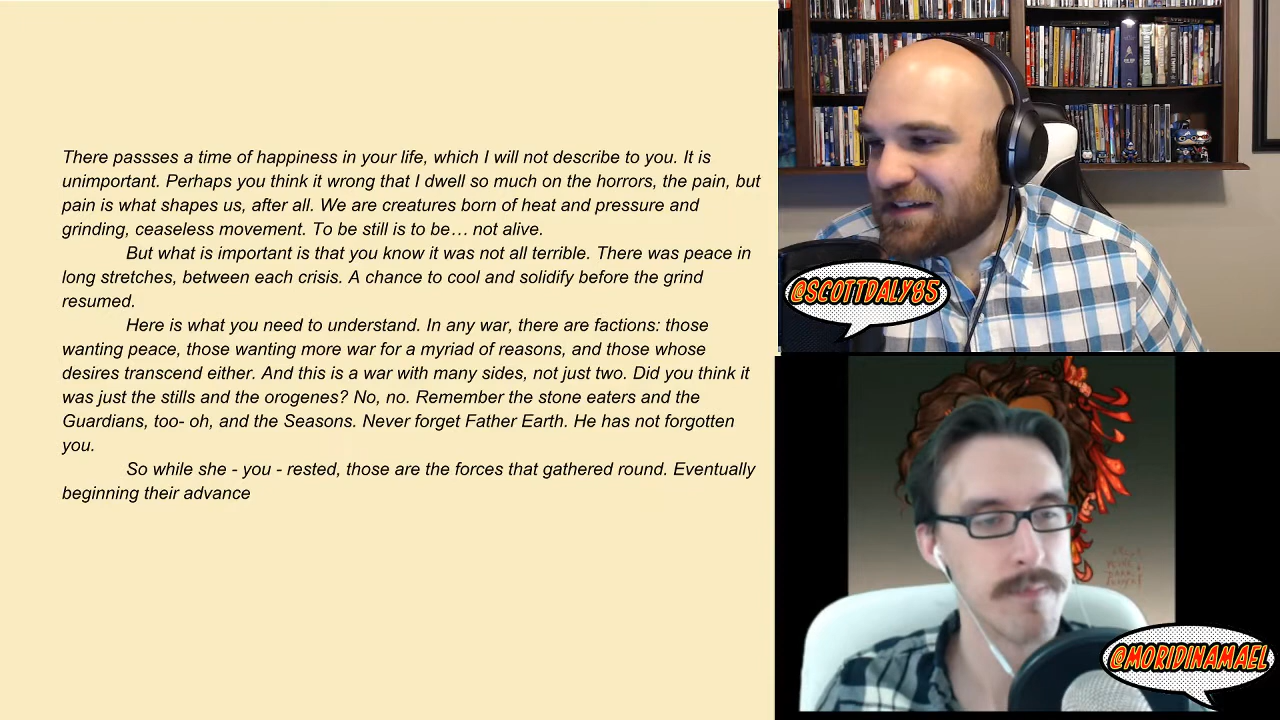 There passses a time of happiness in your life, which I will not describe to you. It is
unimportant. Perhaps you think it wrong that I dwell so much on the horrors, the pain, but
pain is what shapes us, after all. We are creatures born of heat and pressure and
grinding, ceaseless movement. To be still is to be… not alive.
But what is important is that you know it was not all terrible. There was peace in
long stretches, between each crisis. A chance to cool and solidify before the grind
resumed.
Here is what you need to understand. In any war, there are factions: those
wanting peace, those wanting more war for a myriad of reasons, and those whose
desires transcend either. And this is a war with many sides, not just two. Did you think it
was just the stills and the orogenes? No, no. Remember the stone eaters and the
Guardians, too- oh, and the Seasons. Never forget Father Earth. He has not forgotten
you.
So while she - you - rested, those are the forces that gathered round. Eventually
beginning their advance
@SCOTTDALY85
@MORIDINAMAEL